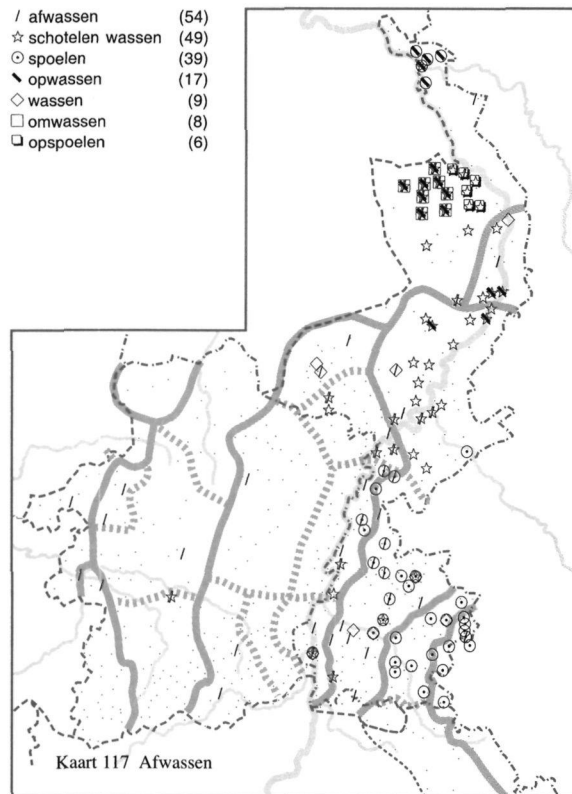 afwassen (54)
schotelen wassen (49)
spoelen (39)
opwassen (17)
wassen (9)
omwassen (8)
opspoelen (6)
Kaart 117 Afwassen